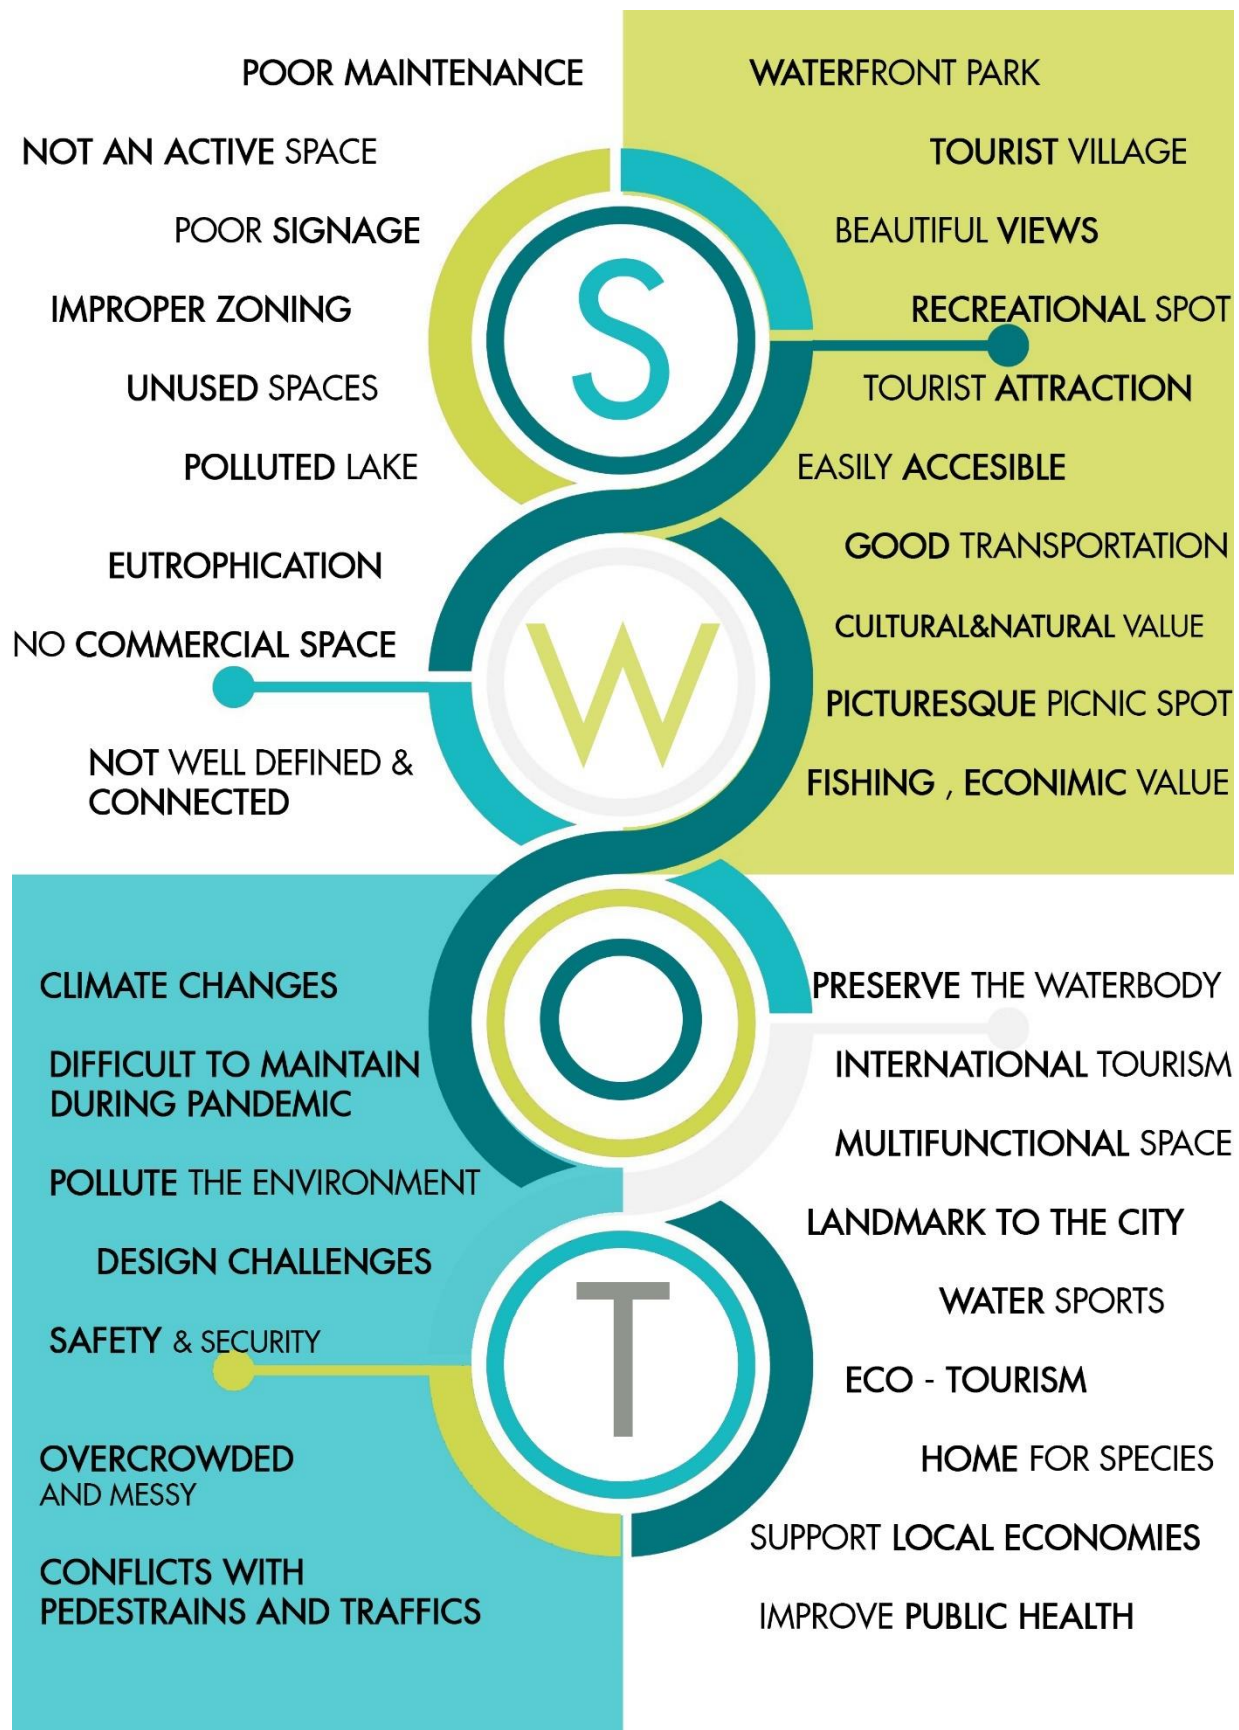 POOR MAINTENANCE
NOT AN ACTIVE SPACE
POOR SIGNAGE
IMPROPER ZONING
UNUSED SPACES
POLLUTED LAKE
EUTROPHICATION
NO COMMERCIAL SPACE
NOT WELL DEFINED &
CONNECTED
WATERFRONT PARK
TOURIST VILLAGE
BEAUTIFUL VIEWS
RECREATIONAL SPOT
TOURIST ATTRACTION
EASILY ACCESIBLE
GOOD TRANSPORTATION
CULTURAL&NATURAL VALUE
PICTURESQUE PICNIC SPOT
FISHING , ECONIMIC VALUE
S
W
O
T
CLIMATE CHANGES
DIFFICULT TO MAINTAIN
DURING PANDEMIC
POLLUTE THE ENVIRONMENT
DESIGN CHALLENGES
SAFETY & SECURITY
OVERCROWDED
AND MESSY
CONFLICTS WITH
PEDESTRAINS AND TRAFFICS
PRESERVE THE WATERBODY
INTERNATIONAL TOURISM
MULTIFUNCTIONAL SPACE
LANDMARK TO THE CITY
WATER SPORTS
ECO - TOURISM
HOME FOR SPECIES
SUPPORT LOCAL ECONOMIES
IMPROVE PUBLIC HEALTH